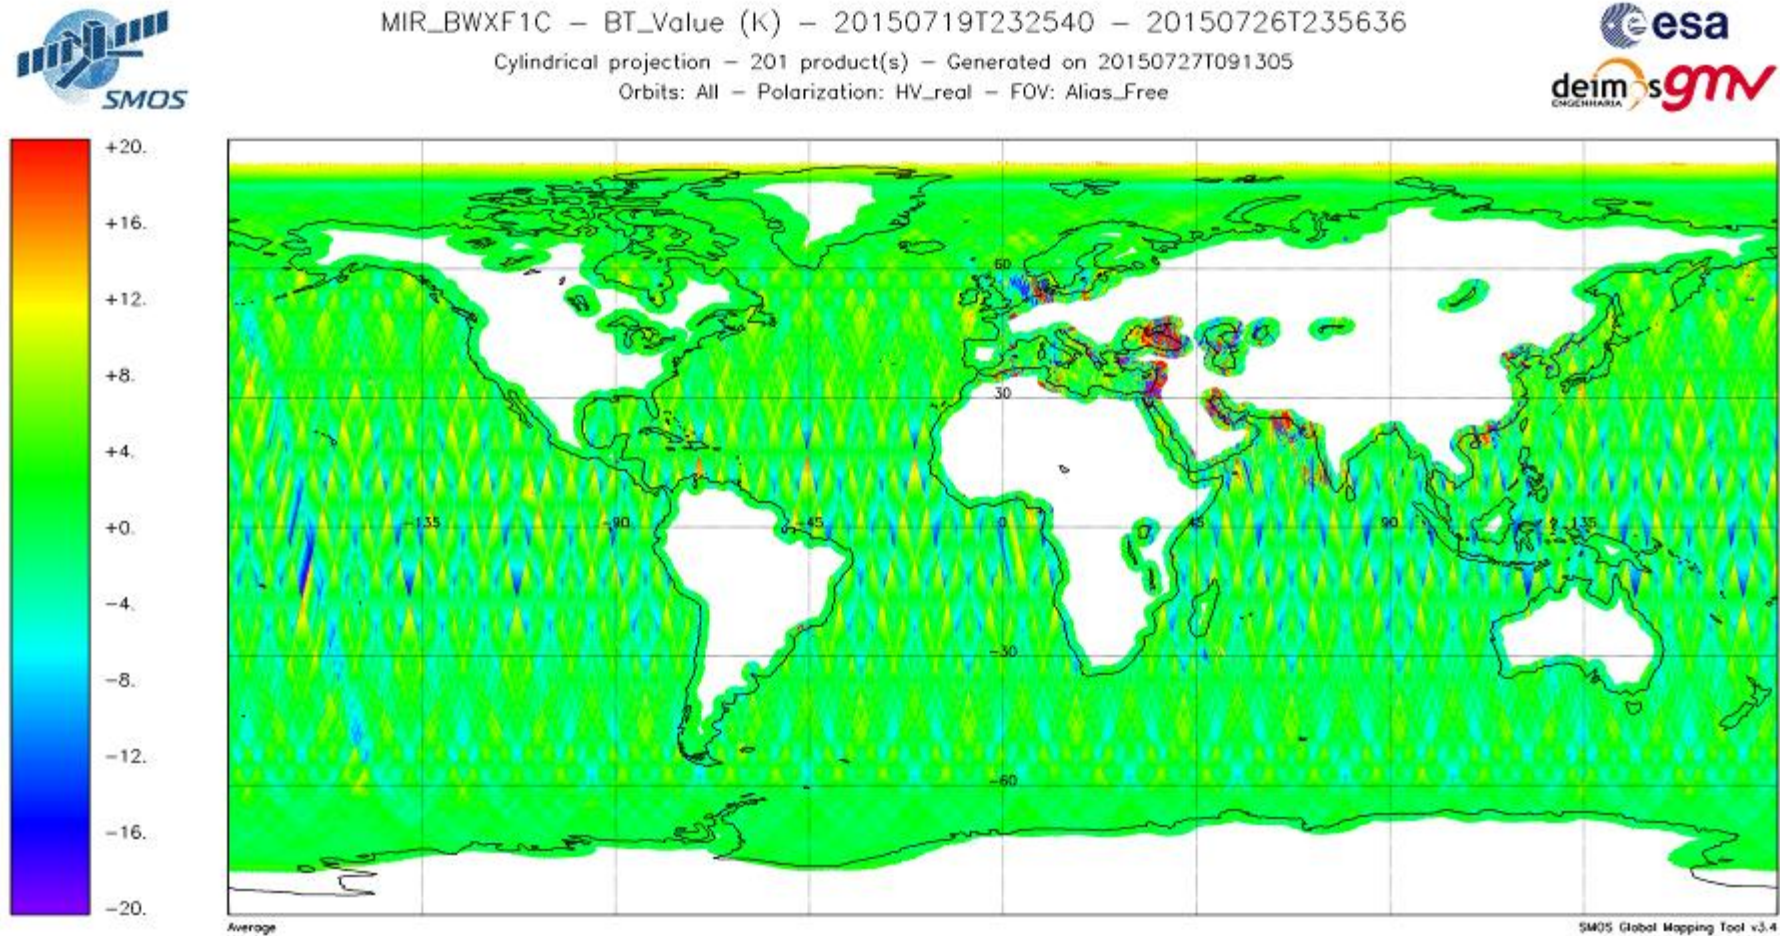 SMOS
MIR_BWXF1C – BT_Value (K) – 20150719T232540 – 20150726T235636
Cylindrical projection – 201 product(s) – Generated on 20150727T091305
Orbits: All – Polarization: HV_real – FOV: Alias_Free
esa
deimos
ENGENHARIA
gmv
+20.
+16.
+12.
+8.
+4.
+0.
−4.
−8.
−12.
−16.
−20.
60
30
−135
−90
−45
0
45
90
135
−30
−60
Average
SMOS Global Mapping Tool v3.4